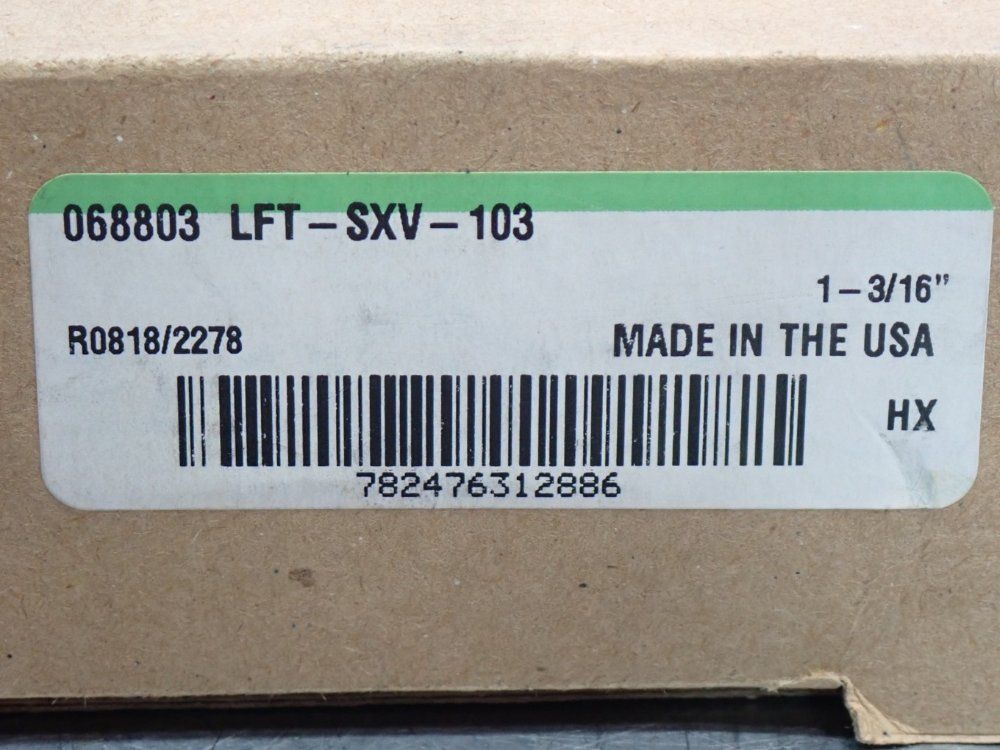 068803 LFT-SXV-103
1-3/16"
R0818/2278 MADE IN THE USA
HX
782476312886